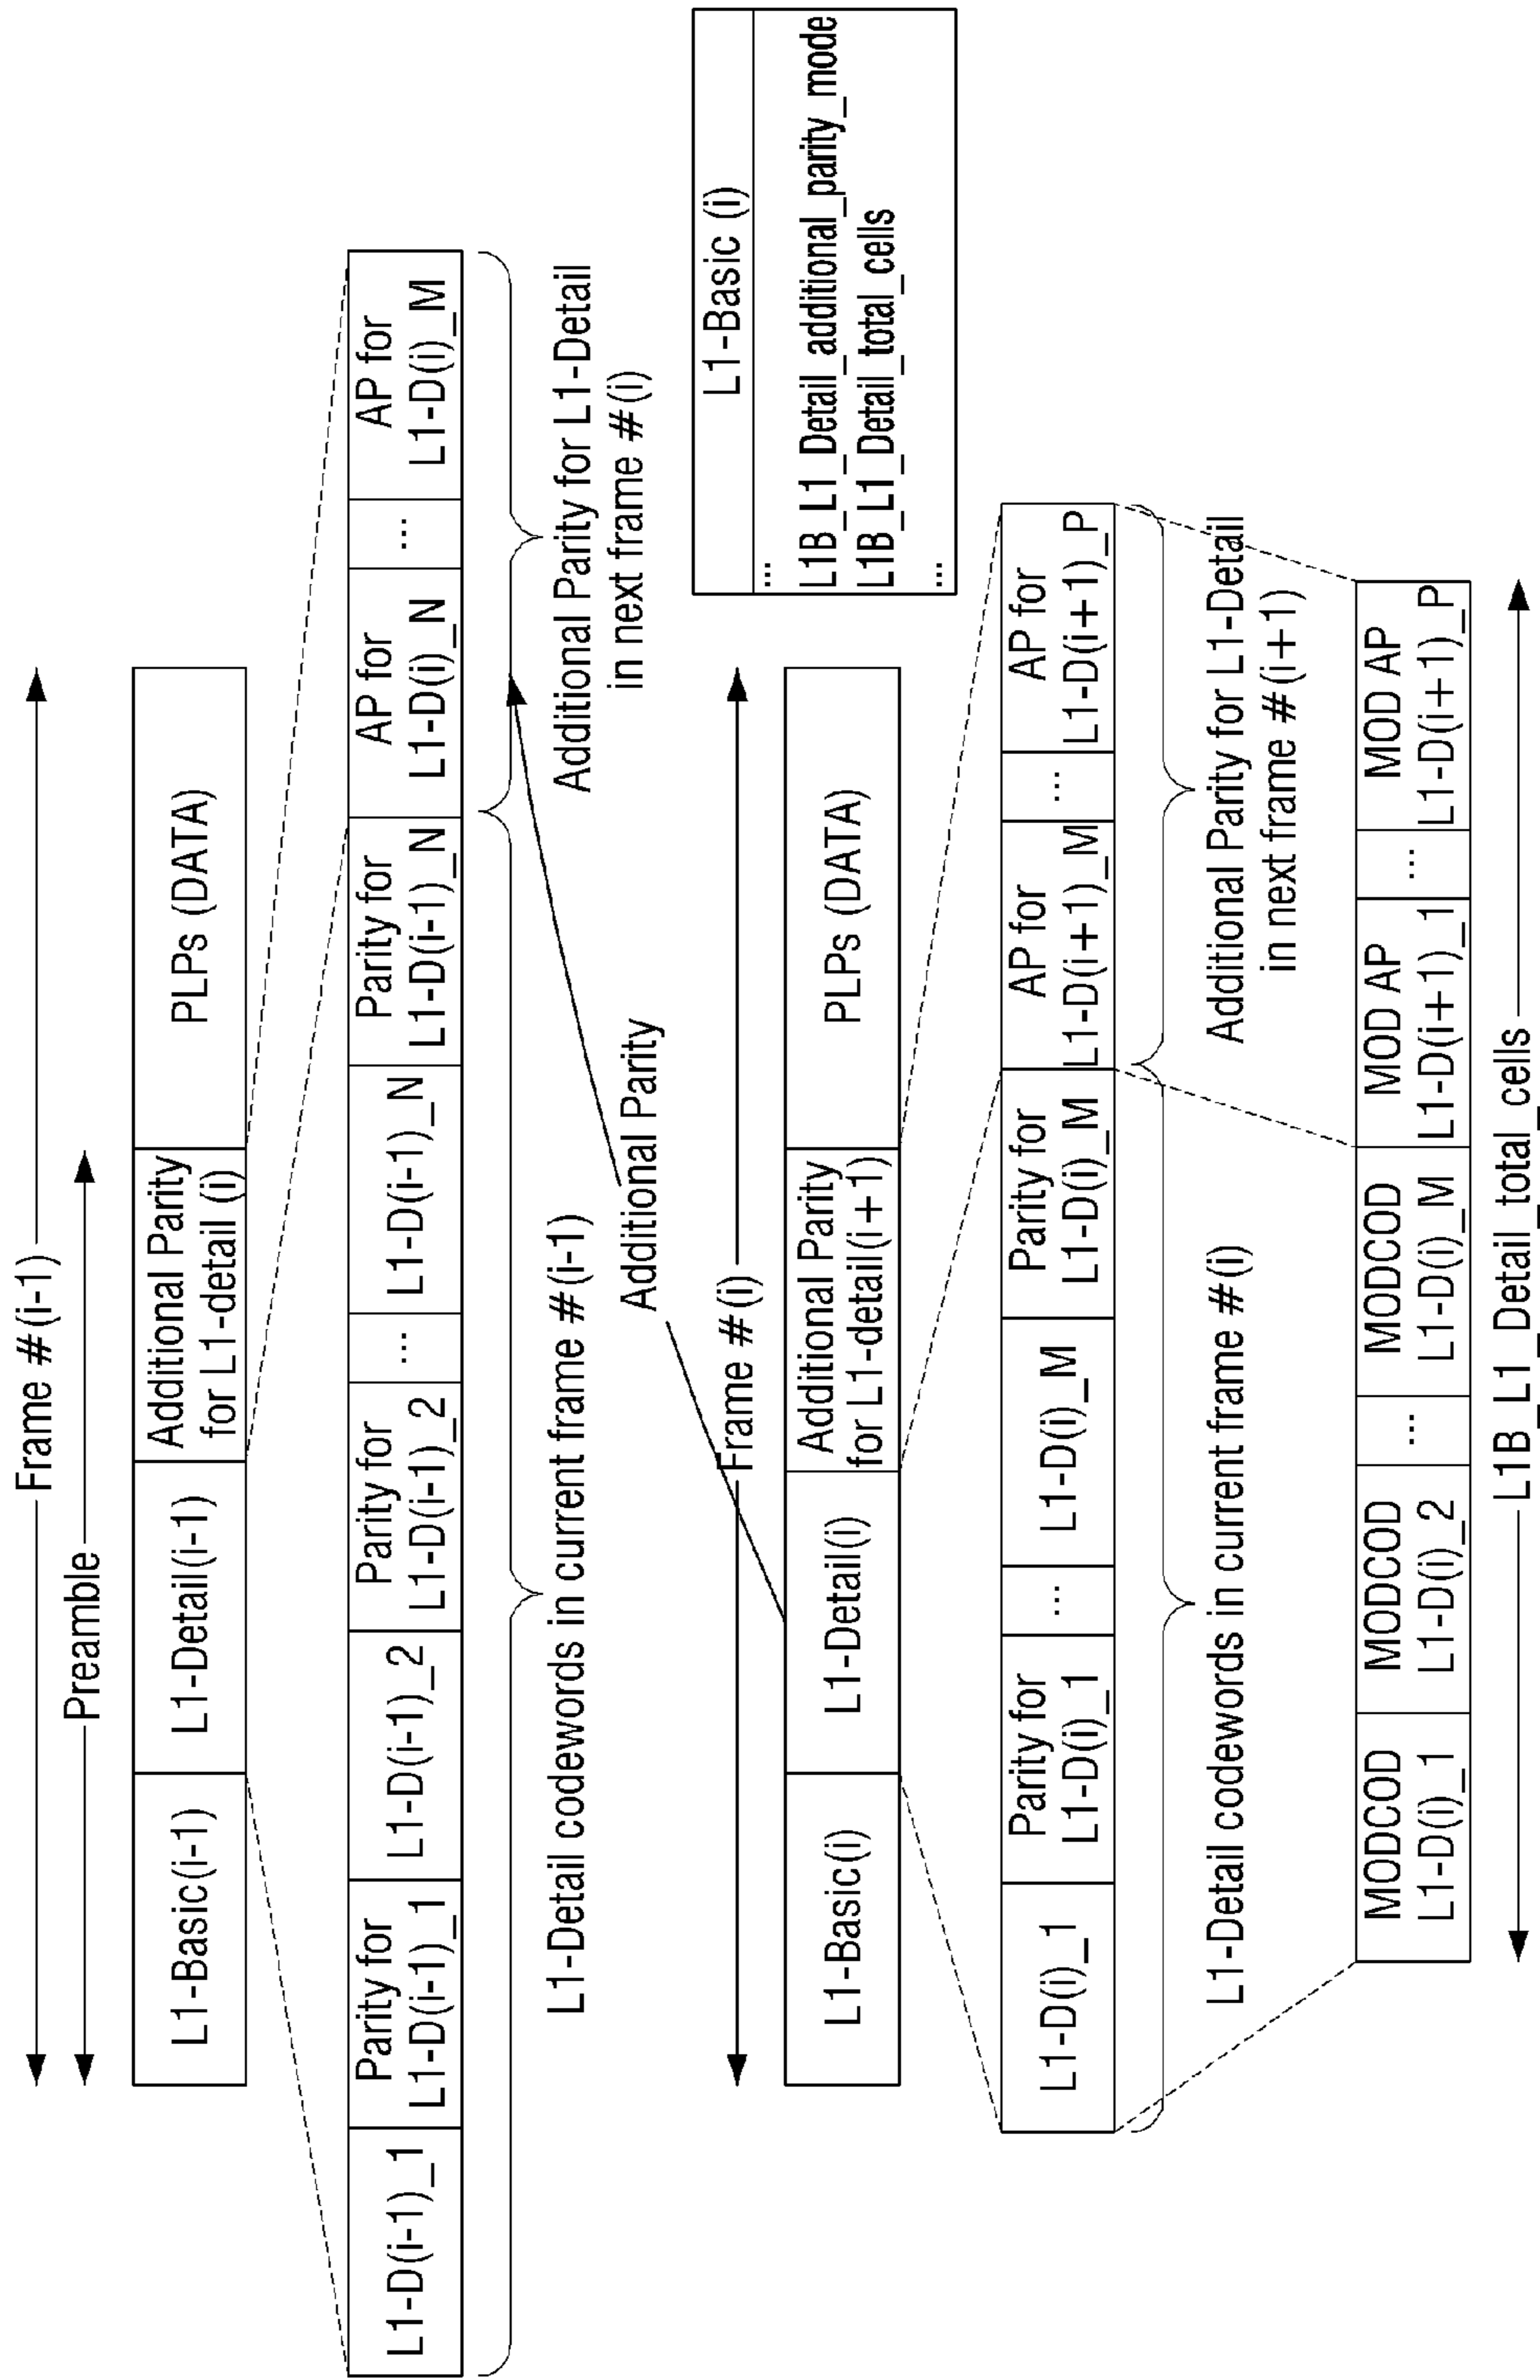 Frame #(i-1)
Preamble
L1-Basic(i-1)
L1-Detail(i-1)
Additional Parity
for L1-detail (i)
PLPs (DATA)
L1-D(i-1)_1
Parity for
L1-D(i-1)_1
L1-D(i-1)_2
Parity for
L1-D(i-1)_2
...
L1-D(i-1)_N
Parity for
L1-D(i-1)_N
AP for
L1-D(i)_N
...
AP for
L1-D(i)_M
L1-Detail codewords in current frame #(i-1)
Additional Parity for L1-Detail
in next frame #(i)
Additional Parity
L1-Basic (i)
...
L1B_L1_Detail_additional_parity_mode
L1B_L1_Detail_total_cells
...
Frame #(i)
L1-Basic(i)
L1-Detail(i)
Additional Parity
for L1-detail(i+1)
PLPs (DATA)
L1-D(i)_1
Parity for
L1-D(i)_1
...
L1-D(i)_M
Parity for
L1-D(i)_M
AP for
L1-D(i+1)_M
...
AP for
L1-D(i+1)_P
L1-Detail codewords in current frame #(i)
Additional Parity for L1-Detail
in next frame #(i+1)
MODCOD
L1-D(i)_1
MODCOD
L1-D(i)_2
...
MODCOD
L1-D(i)_M
MOD AP
L1-D(i+1)_1
...
MOD AP
L1-D(i+1)_P
L1B_L1_Detail_total_cells